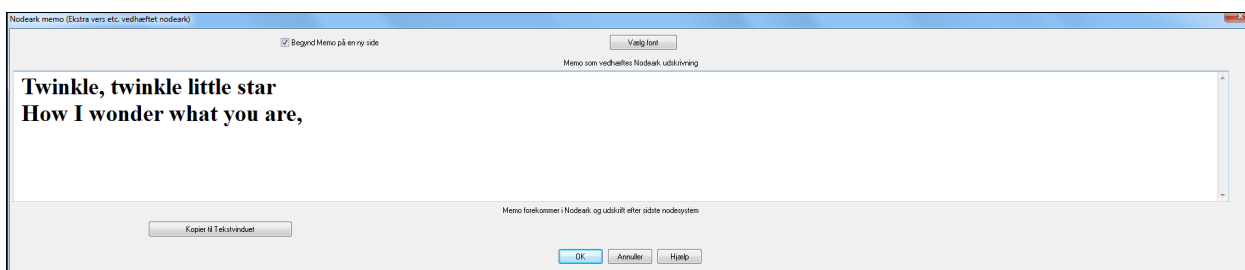 Nodeark memo (Ekstra vers etc. vedhæftet nodeark)
Begynd Memo på en ny side
Vælg font
Memo som vedhæftes Nodeark udskrivning
Twinkle, twinkle little star
How I wonder what you are,
Memo forekommer i Nodeark og udskrift efter sidste nodesystem
Kopier til Tekstvinduet
OK Annuller Hjælp